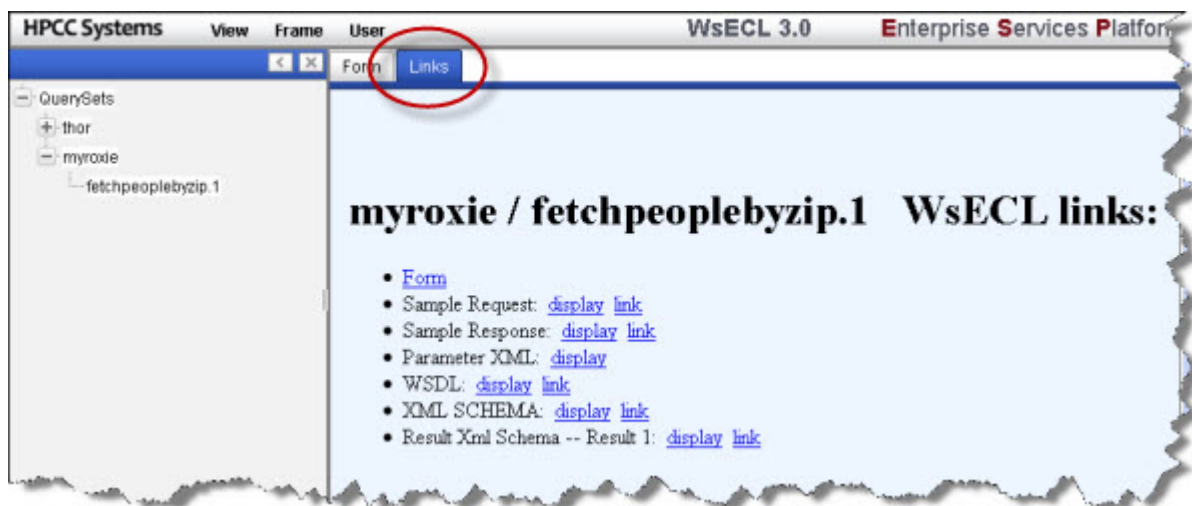 HPCC Systems View Frame User WsECL 3.0 Enterprise Services Platform
Form Links
QuerySets
thor
myroxie
fetchpeoplebyzip.1
myroxie / fetchpeoplebyzip.1 WsECL links:
Form
Sample Request: display link
Sample Response: display link
Parameter XML: display
WSDL: display link
XML SCHEMA: display link
Result Xml Schema -- Result 1: display link